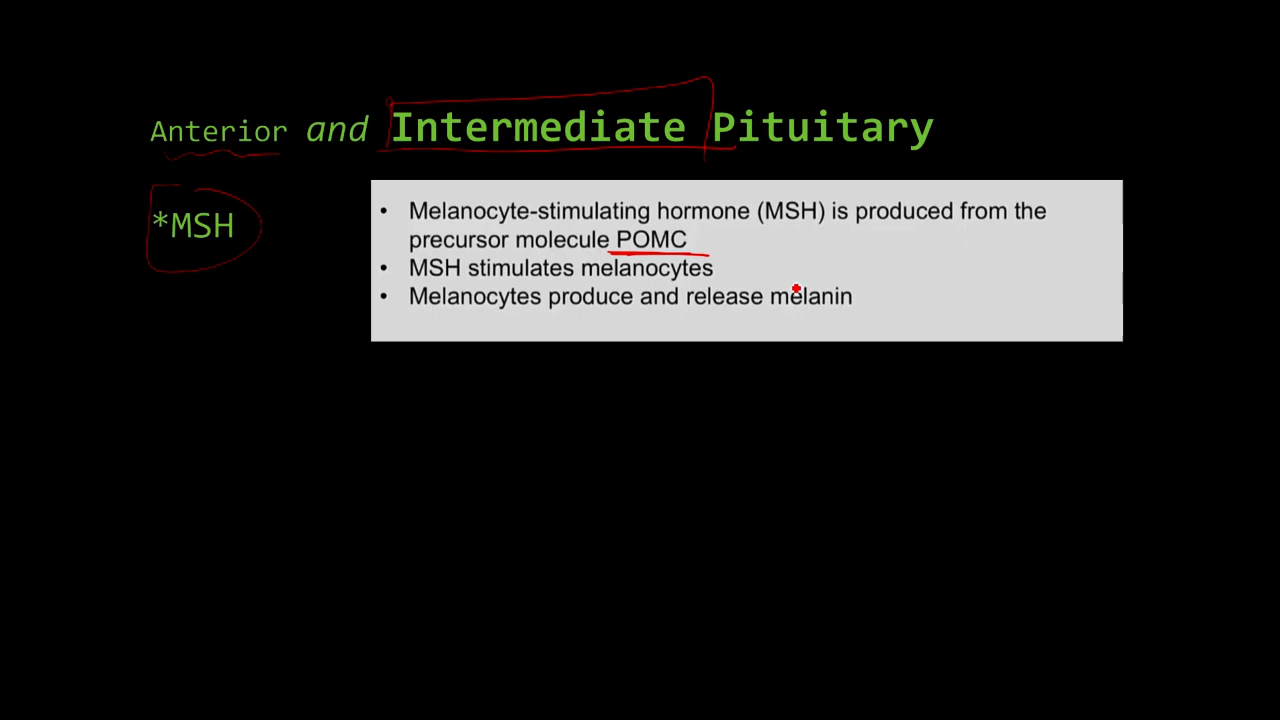 Anterior and Intermediate Pituitary
*MSH
• Melanocyte-stimulating hormone (MSH) is produced from the
precursor molecule POMC
• MSH stimulates melanocytes
• Melanocytes produce and release melanin